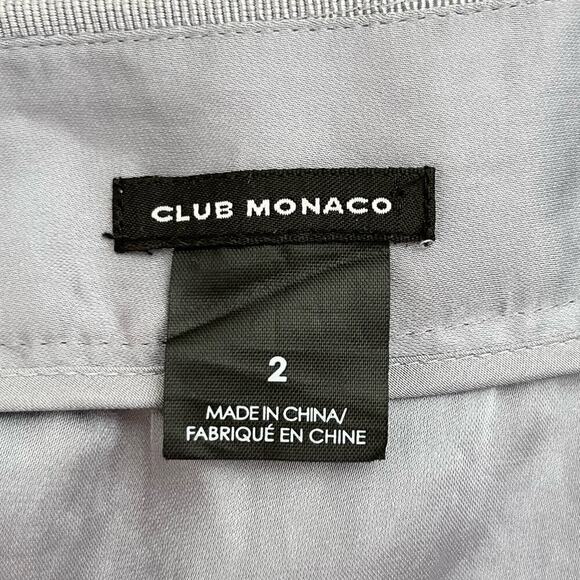 CLUB MONACO
2
MADE IN CHINA/
FABRIQUÉ EN CHINE